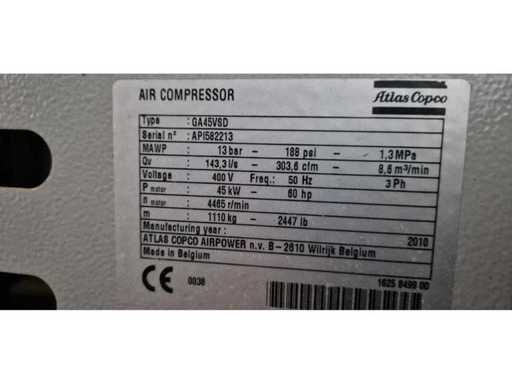 AIR COMPRESSOR
Atlas Copco
Type : GA45VSD
Serial n° : API582213
MAWP : 13 bar – 188 psi – 1,3 MPa
Qv : 143,3 l/s – 303,6 cfm – 8,6 m³/min
Voltage : 400 V Freq.: 50 Hz 3 Ph
P motor : 45 kW – 60 hp
n motor : 4465 r/min
m : 1110 kg – 2447 lb
Manufacturing year : 2010
ATLAS COPCO AIRPOWER n.v. B – 2610 Wilrijk Belgium
Made in Belgium
CE 0038
1625 8499 00